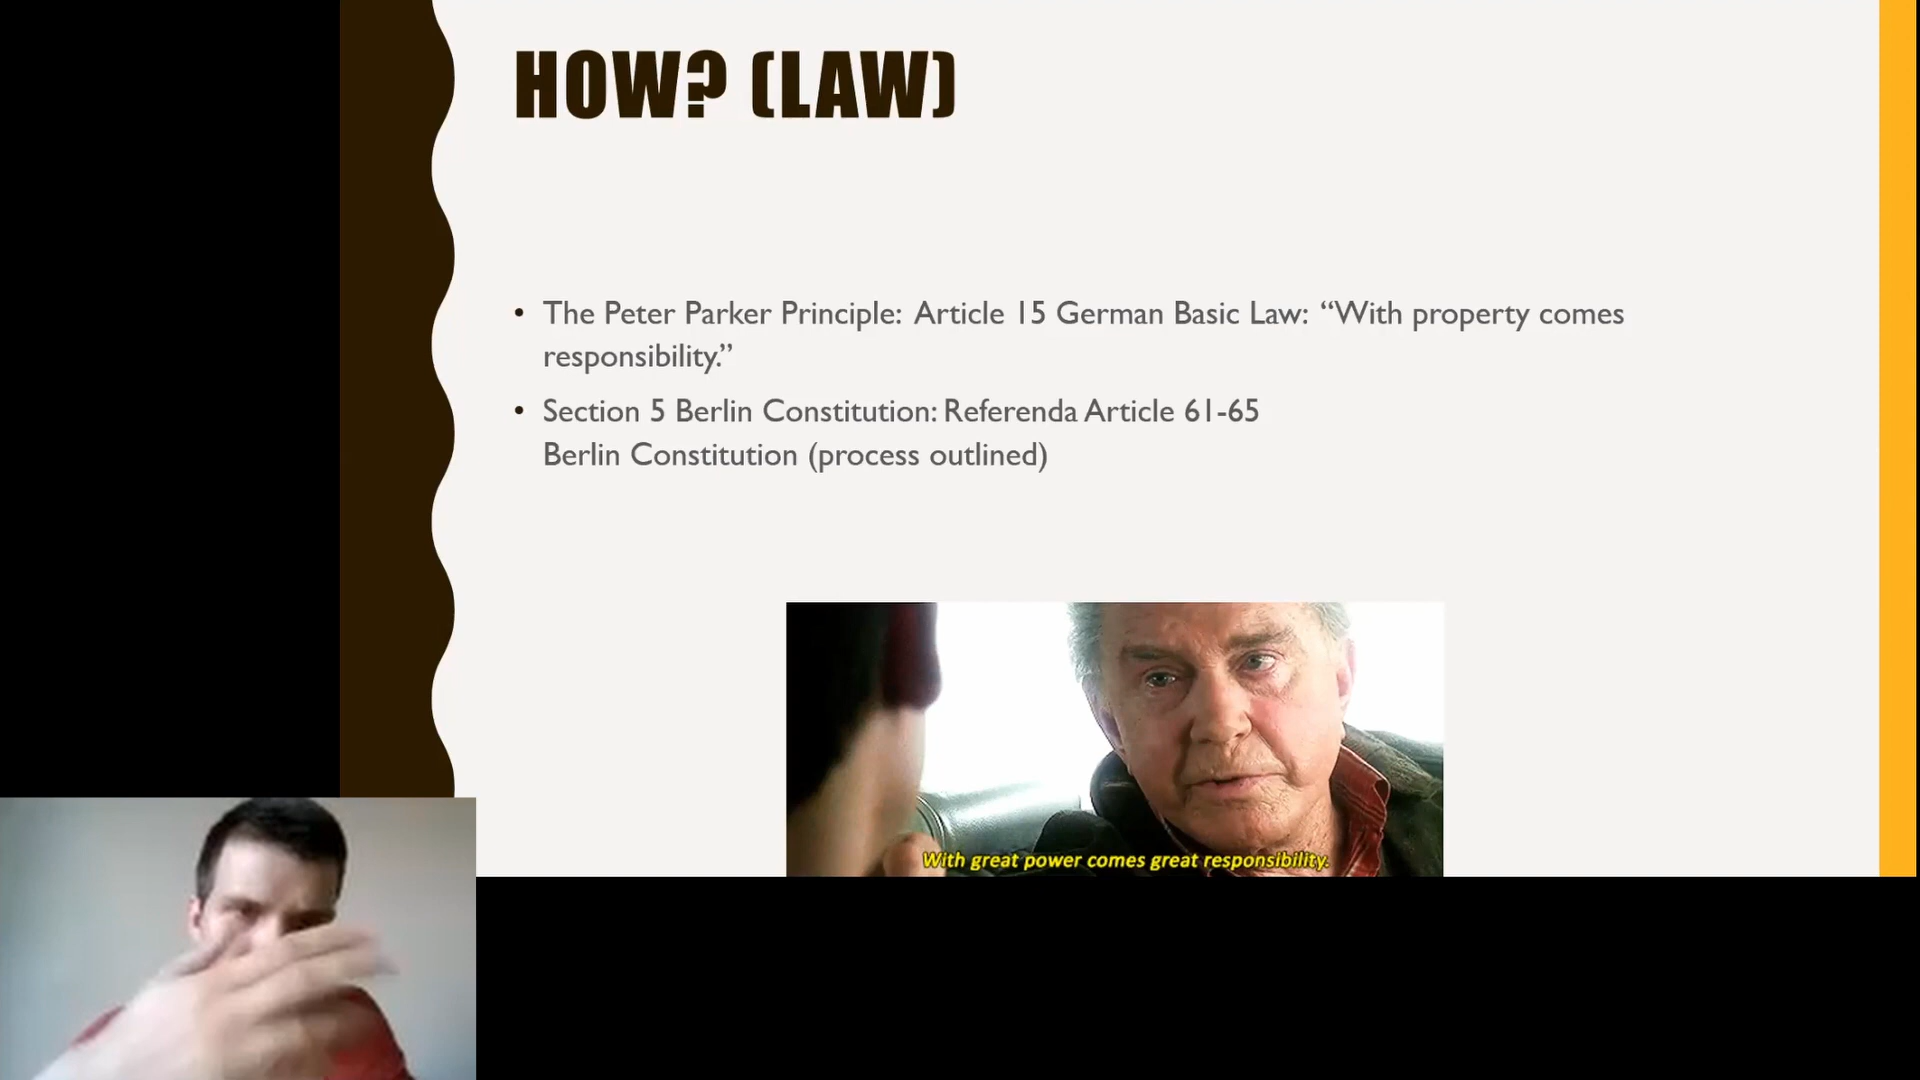 HOW? (LAW)
• The Peter Parker Principle: Article 15 German Basic Law: “With property comes
responsibility.”
• Section 5 Berlin Constitution: Referenda Article 61-65
Berlin Constitution (process outlined)
With great power comes great responsibility.